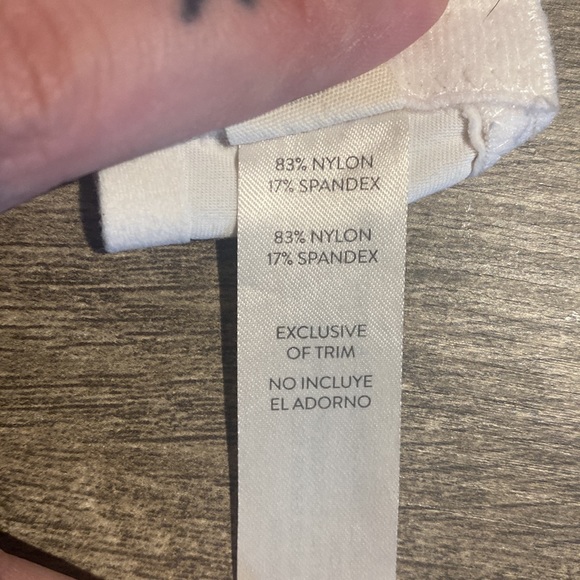 83% NYLON
17% SPANDEX
83% NYLON
17% SPANDEX
EXCLUSIVE
OF TRIM
NO INCLUYE
EL ADORNO